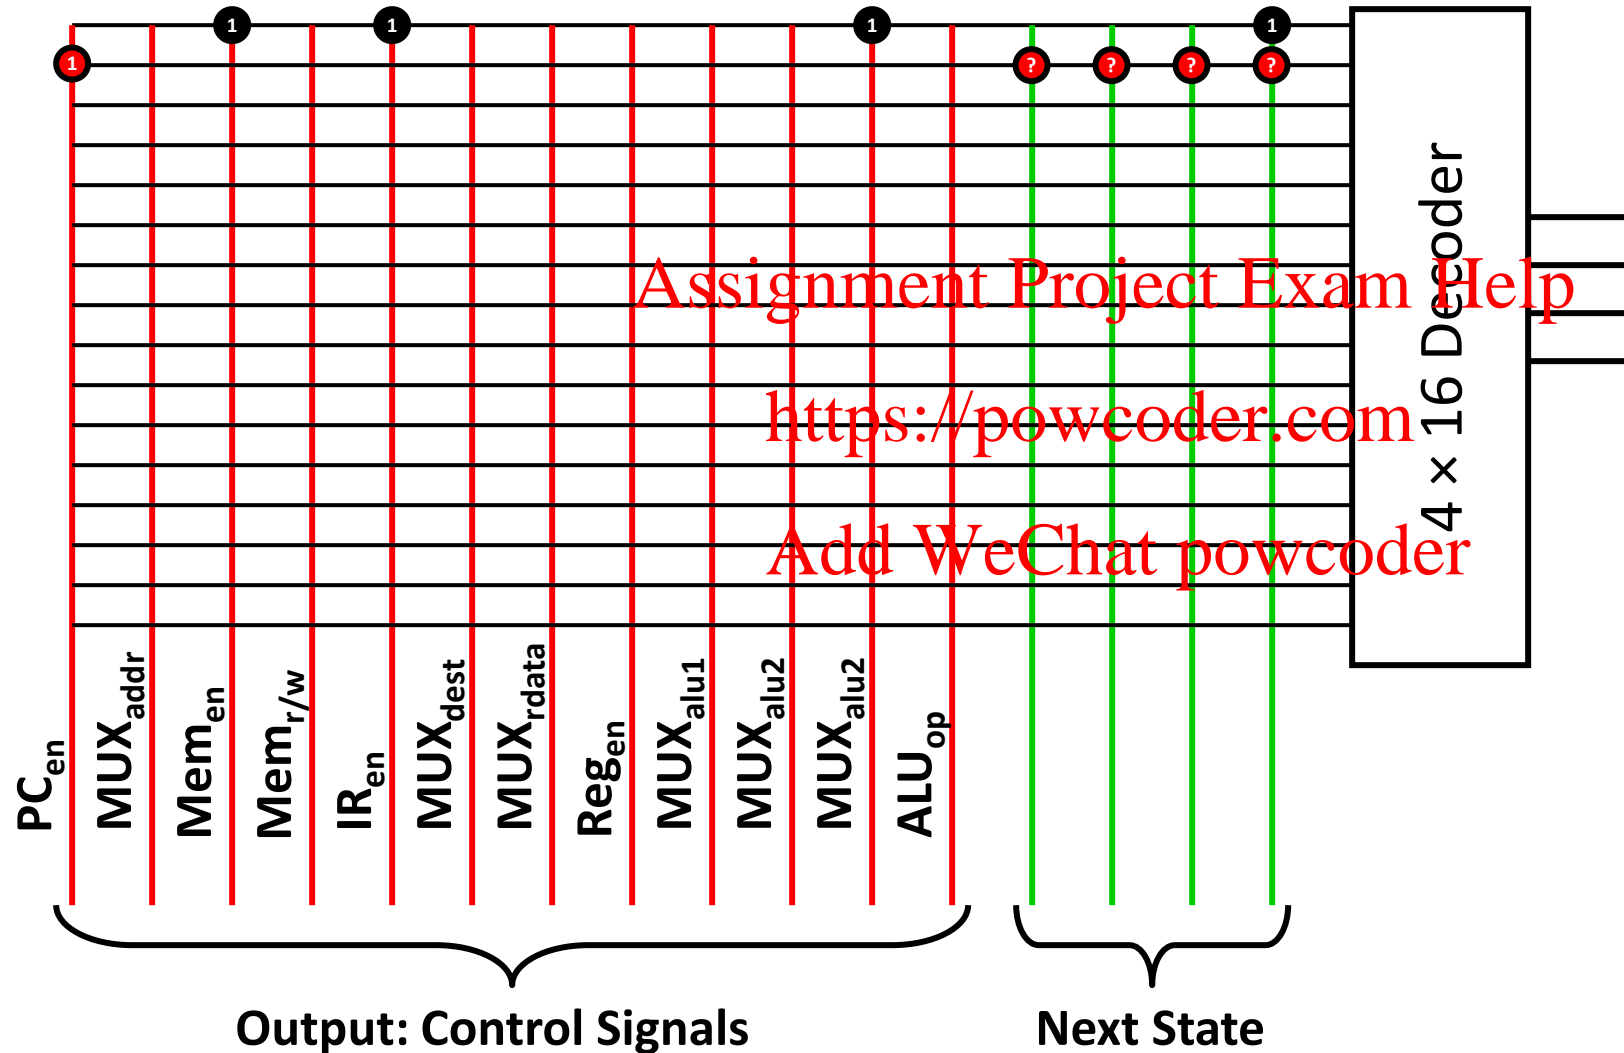 1 1 1 1
1 ? ? ? ?
4 × 16 Decoder
Assignment Project Exam Help
https://powcoder.com
Add WeChat powcoder
PCen
MUXaddr
Memen
Memr/w
IRen
MUXdest
MUXrdata
Regen
MUXalu1
MUXalu2
MUXalu2
ALUop
Output: Control Signals
Next State